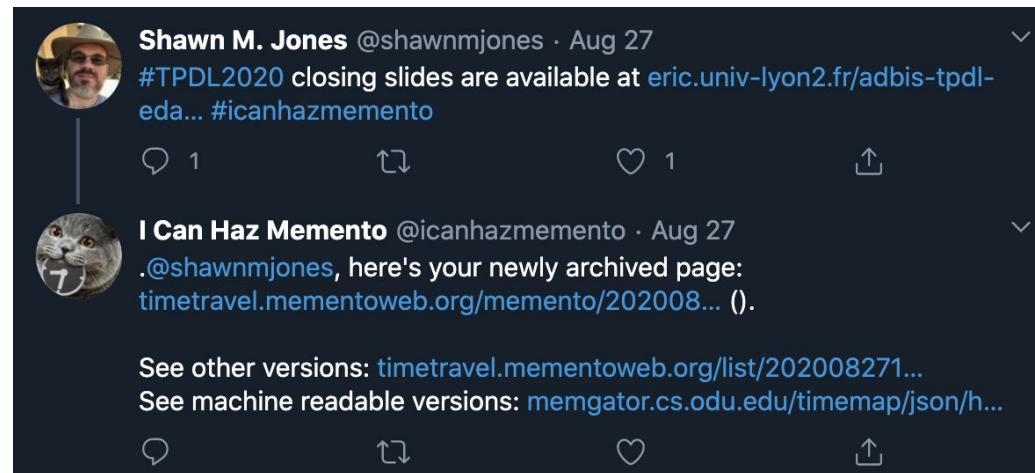 Shawn M. Jones @shawnmjones · Aug 27
#TPDL2020 closing slides are available at eric.univ-lyon2.fr/adbis-tpdl-
eda... #icanhazmemento
1 1
I Can Haz Memento @icanhazmemento · Aug 27
.@shawnmjones, here's your newly archived page:
timetravel.mementoweb.org/memento/202008... ().
See other versions: timetravel.mementoweb.org/list/202008271...
See machine readable versions: memgator.cs.odu.edu/timemap/json/h...